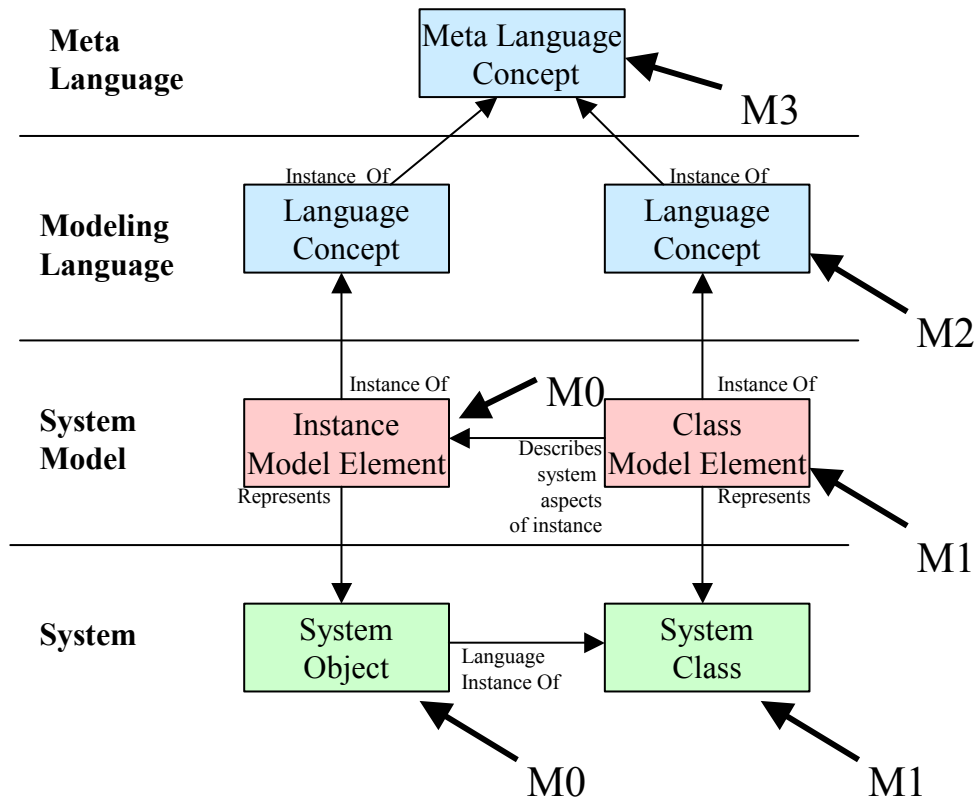 Meta
Language
Meta Language
Concept
M3
Instance Of
Instance Of
Modeling
Language
Language
Concept
Language
Concept
M2
Instance Of
M0
Instance Of
System
Model
Instance
Model Element
Class
Model Element
Describes
system
aspects
of instance
Represents
Represents
M1
System
System
Object
Language
Instance Of
System
Class
M0
M1